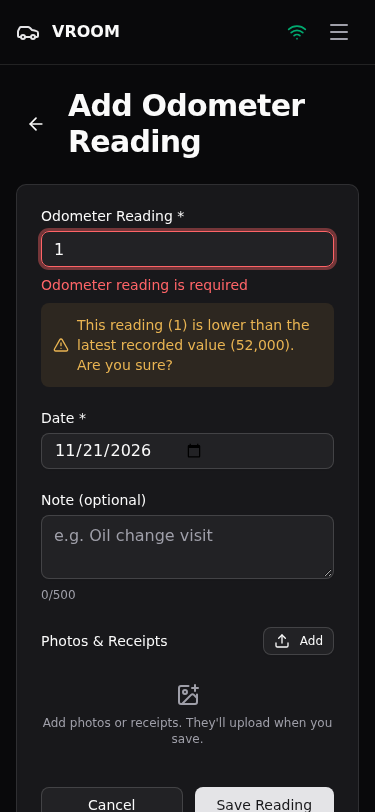 VROOM
Add Odometer
Reading
Odometer Reading *
1
Odometer reading is required
This reading (1) is lower than the
latest recorded value (52,000).
Are you sure?
Date *
11/21/2026
Note (optional)
e.g. Oil change visit
0/500
Photos & Receipts
Add
Add photos or receipts. They'll upload when you
save.
Cancel
Save Reading